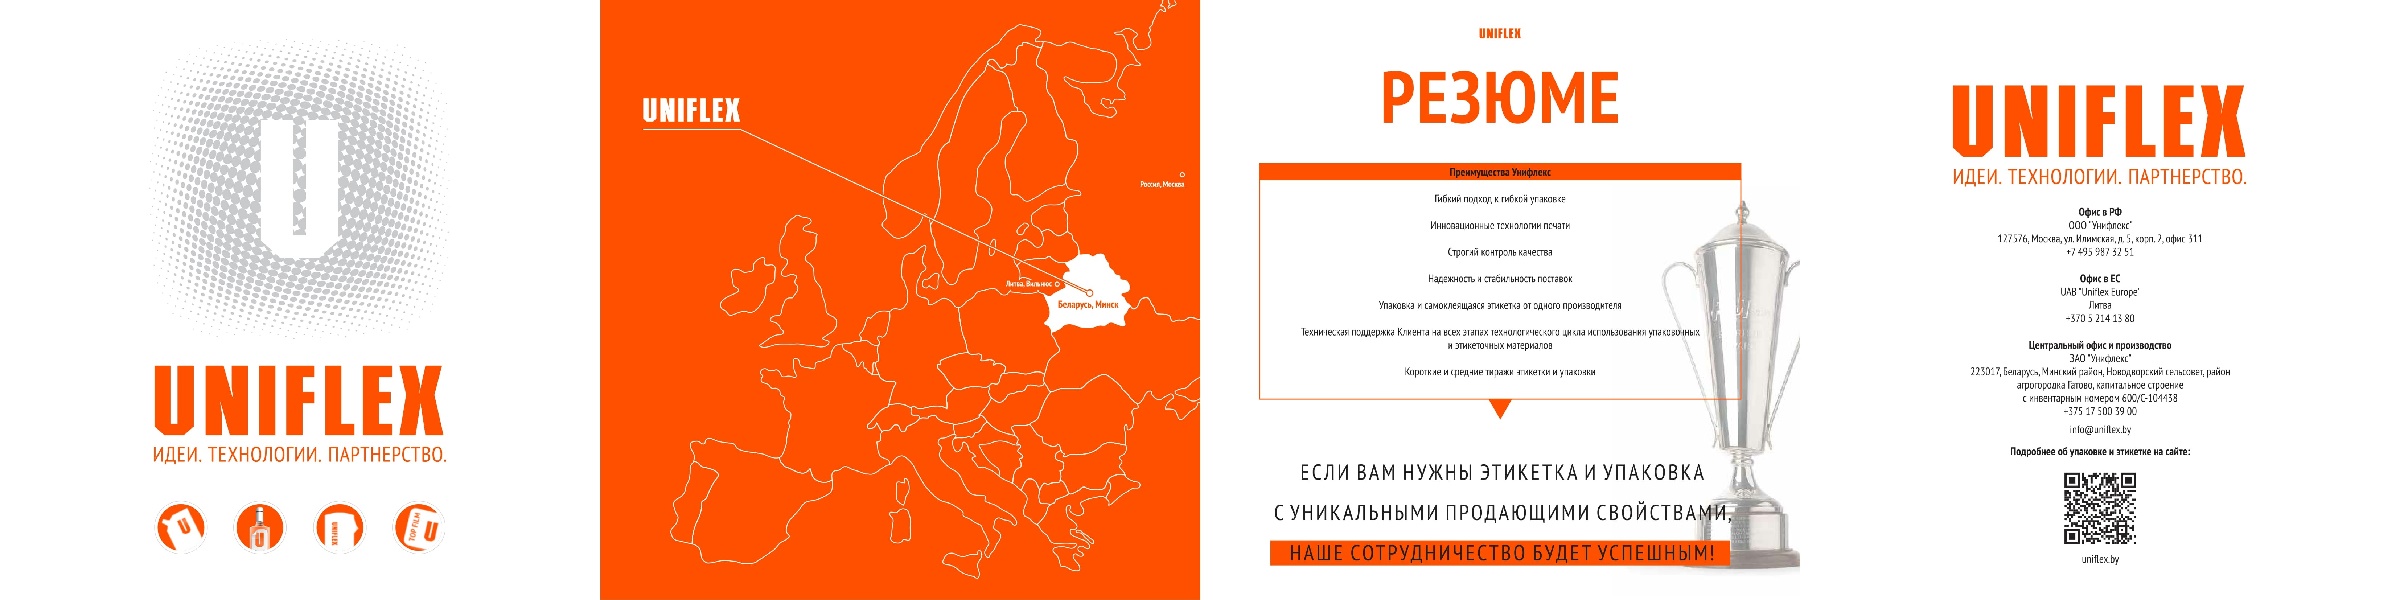 U
UNIFLEX
ИДЕИ. ТЕХНОЛОГИИ. ПАРТНЕРСТВО.
U
U
UNIFLEX
TOP FILM
U
UNIFLEX
Россия, Москва
Литва, Вильнюс
Беларусь, Минск
UNIFLEX
РЕЗЮМЕ
Преимущества Унифлекс
Гибкий подход к гибкой упаковке
Инновационные технологии печати
Строгий контроль качества
Надежность и стабильность поставок
Упаковка и самоклеящаяся этикетка от одного производителя
Техническая поддержка Клиента на всех этапах технологического цикла использования упаковочных
и этикеточных материалов
Короткие и средние тиражи этикетки и упаковки
ЕСЛИ ВАМ НУЖНЫ ЭТИКЕТКА И УПАКОВКА
С УНИКАЛЬНЫМИ ПРОДАЮЩИМИ СВОЙСТВАМИ,
НАШЕ СОТРУДНИЧЕСТВО БУДЕТ УСПЕШНЫМ!
UNIFLEX
ИДЕИ. ТЕХНОЛОГИИ. ПАРТНЕРСТВО.
Офис в РФ
ООО "Унифлекс"
127576, Москва, ул. Илимская, д. 5, корп. 2, офис 311
+7 495 987 32 51
Офис в ЕС
UAB "Uniflex Europe"
Литва
+370 5 214 13 80
Центральный офис и производство
ЗАО "Унифлекс"
223017, Беларусь, Минский район, Новодворский сельсовет, район
агрогородка Гатово, капитальное строение
с инвентарным номером 600/С-104438
+375 17 500 39 00
info@uniflex.by
Подробнее об упаковке и этикетке на сайте:
uniflex.by